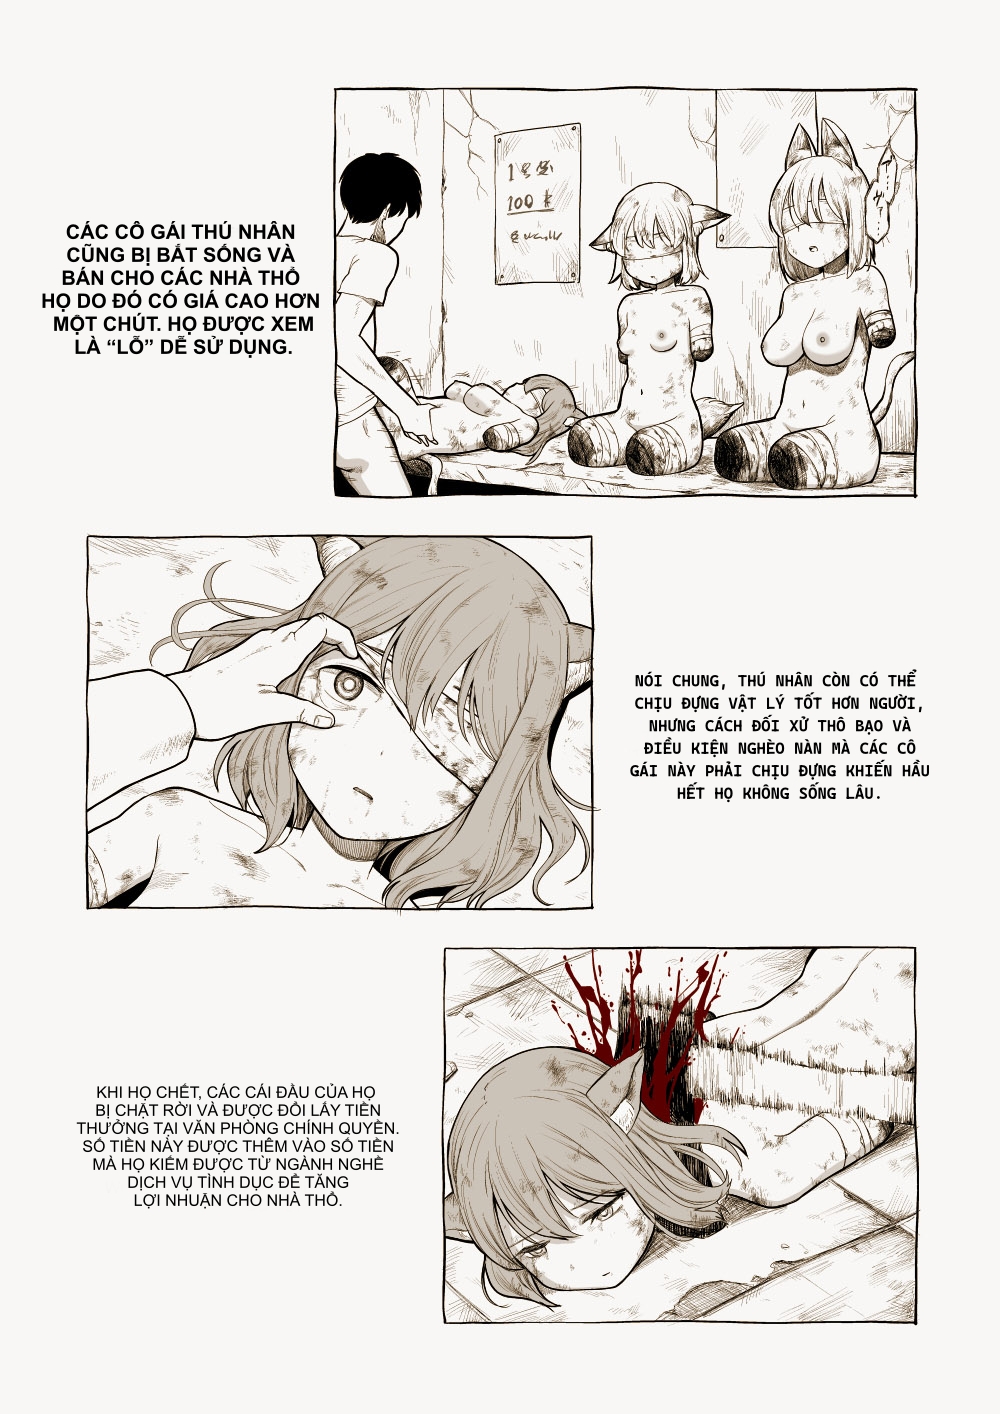 CÁC CÔ GÁI THÚ NHÂN
CŨNG BỊ BẮT SỐNG VÀ
BÁN CHO CÁC NHÀ THỔ
HỌ DO ĐÓ CÓ GIÁ CAO HƠN
MỘT CHÚT. HỌ ĐƯỢC XEM
LÀ “LỖ” DỄ SỬ DỤNG.
100
NÓI CHUNG, THÚ NHÂN CÒN CÓ THỂ
CHỊU ĐỰNG VẬT LÝ TỐT HƠN NGƯỜI,
NHƯNG CÁCH ĐỐI XỬ THÔ BẠO VÀ
ĐIỀU KIỆN NGHÈO NÀN MÀ CÁC CÔ
GÁI NÀY PHẢI CHỊU ĐỰNG KHIẾN HẦU
HẾT HỌ KHÔNG SỐNG LÂU.
KHI HỌ CHẾT, CÁC CÁI ĐẦU CỦA HỌ
BỊ CHẶT RỜI VÀ ĐƯỢC ĐỔI LẤY TIỀN
THƯỞNG TẠI VĂN PHÒNG CHÍNH QUYỀN.
SỐ TIỀN NÀY ĐƯỢC THÊM VÀO SỐ TIỀN
MÀ HỌ KIẾM ĐƯỢC TỪ NGÀNH NGHỀ
DỊCH VỤ TÌNH DỤC ĐỂ TĂNG
LỢI NHUẬN CHO NHÀ THỔ.